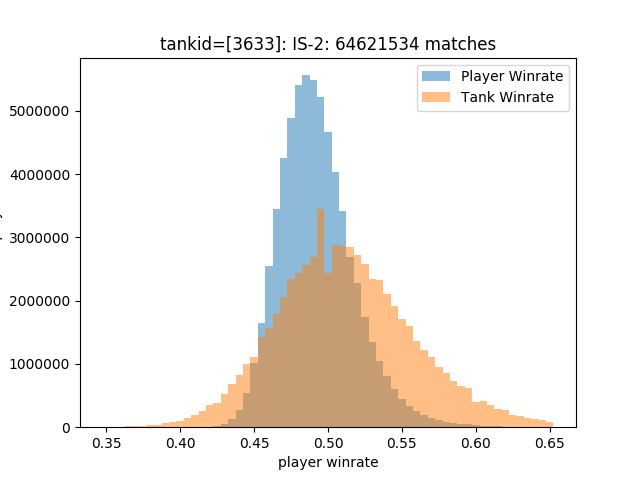 tankid=[3633]: IS-2: 64621534 matches
Player Winrate
Tank Winrate
5000000
4000000
3000000
2000000
1000000
0
0.35 0.40 0.45 0.50 0.55 0.60 0.65
player winrate